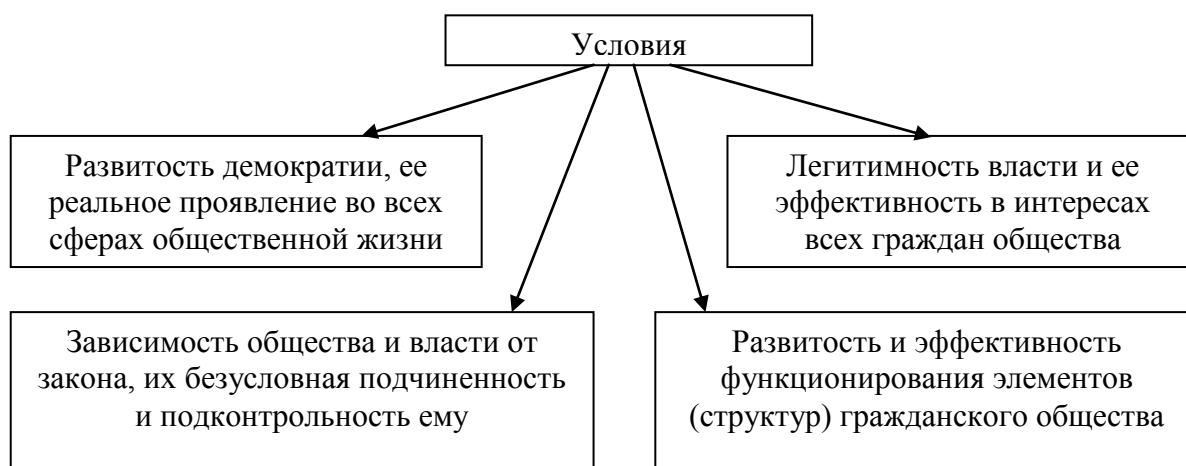 Условия
Развитость демократии, ее
реальное проявление во всех
сферах общественной жизни
Легитимность власти и ее
эффективность в интересах
всех граждан общества
Зависимость общества и власти от
закона, их безусловная подчиненность
и подконтрольность ему
Развитость и эффективность
функционирования элементов
(структур) гражданского общества